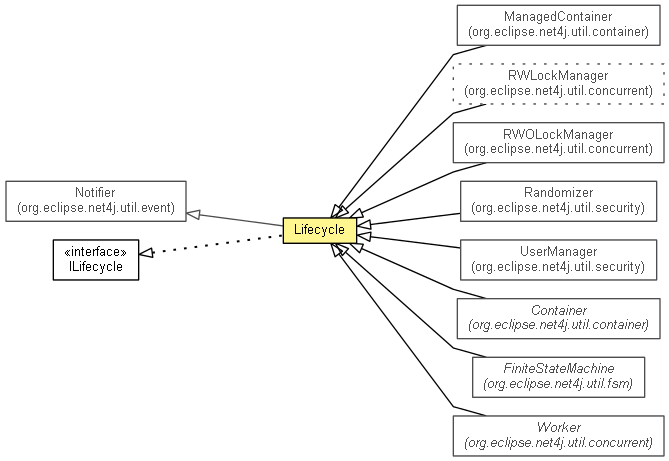 ManagedContainer
(org.eclipse.net4j.util.container)
RWLockManager
(org.eclipse.net4j.util.concurrent)
RWOLockManager
(org.eclipse.net4j.util.concurrent)
Notifier
(org.eclipse.net4j.util.event)
Randomizer
(org.eclipse.net4j.util.security)
Lifecycle
«interface»
ILifecycle
UserManager
(org.eclipse.net4j.util.security)
Container
(org.eclipse.net4j.util.container)
FiniteStateMachine
(org.eclipse.net4j.util.fsm)
Worker
(org.eclipse.net4j.util.concurrent)